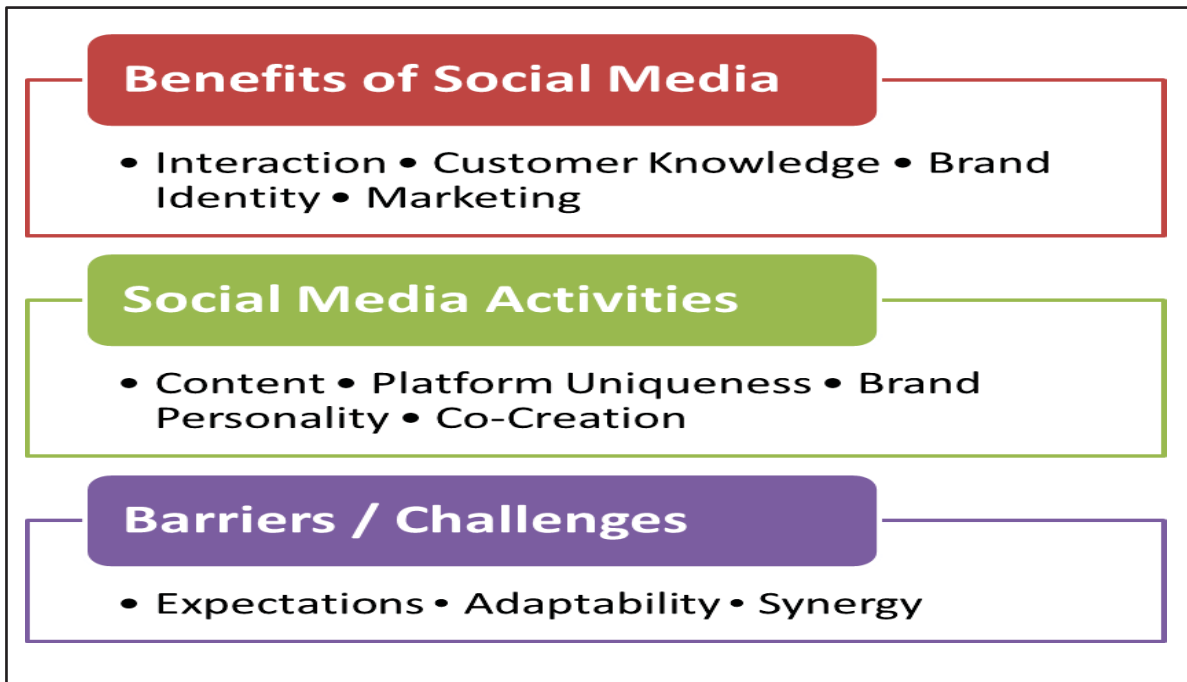 Benefits of Social Media
• Interaction • Customer Knowledge • Brand
Identity • Marketing
Social Media Activities
• Content • Platform Uniqueness • Brand
Personality • Co-Creation
Barriers / Challenges
• Expectations • Adaptability • Synergy